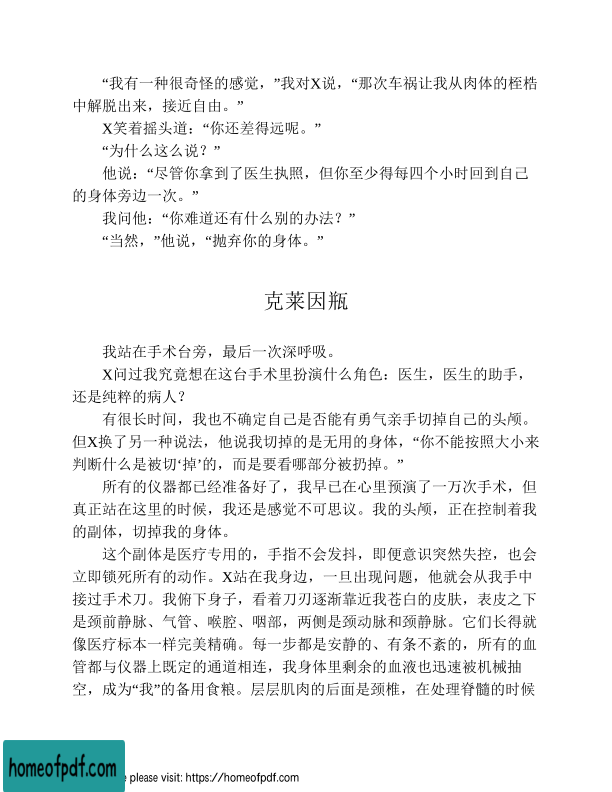 “我有一种很奇怪的感觉，”我对X说，“那次车祸让我从肉体的桎梏
中解脱出来，接近自由。”
X笑着摇头道：“你还差得远呢。”
“为什么这么说？”
他说：“尽管你拿到了医生执照，但你至少得每四个小时回到自己
的身体旁边一次。”
我问他：“你难道还有什么别的办法？”
“当然，”他说，“抛弃你的身体。”
克莱因瓶
我站在手术台旁，最后一次深呼吸。
X问过我究竟想在这台手术里扮演什么角色：医生，医生的助手，
还是纯粹的病人？
有很长时间，我也不确定自己是否能有勇气亲手切掉自己的头颅。
但X换了另一种说法，他说我切掉的是无用的身体，“你不能按照大小来
判断什么是被切‘掉’的，而是要看哪部分被扔掉。”
所有的仪器都已经准备好了，我早已在心里预演了一万次手术，但
真正站在这里的时候，我还是感觉不可思议。我的头颅，正在控制着我
的副体，切掉我的身体。
这个副体是医疗专用的，手指不会发抖，即便意识突然失控，也会
立即锁死所有的动作。X站在我身边，一旦出现问题，他就会从我手中
接过手术刀。我俯下身子，看着刀刃逐渐靠近我苍白的皮肤，表皮之下
是颈前静脉、气管、喉腔、咽部，两侧是颈动脉和颈静脉。它们长得就
像医疗标本一样完美精确。每一步都是安静的、有条不紊的，所有的血
管都与仪器上既定的通道相连，我身体里剩余的血液也迅速被机械抽
空，成为“我”的备用食粮。层层肌肉的后面是颈椎，在处理脊髓的时候
homeofpdf.com
e please visit: https://homeofpdf.com